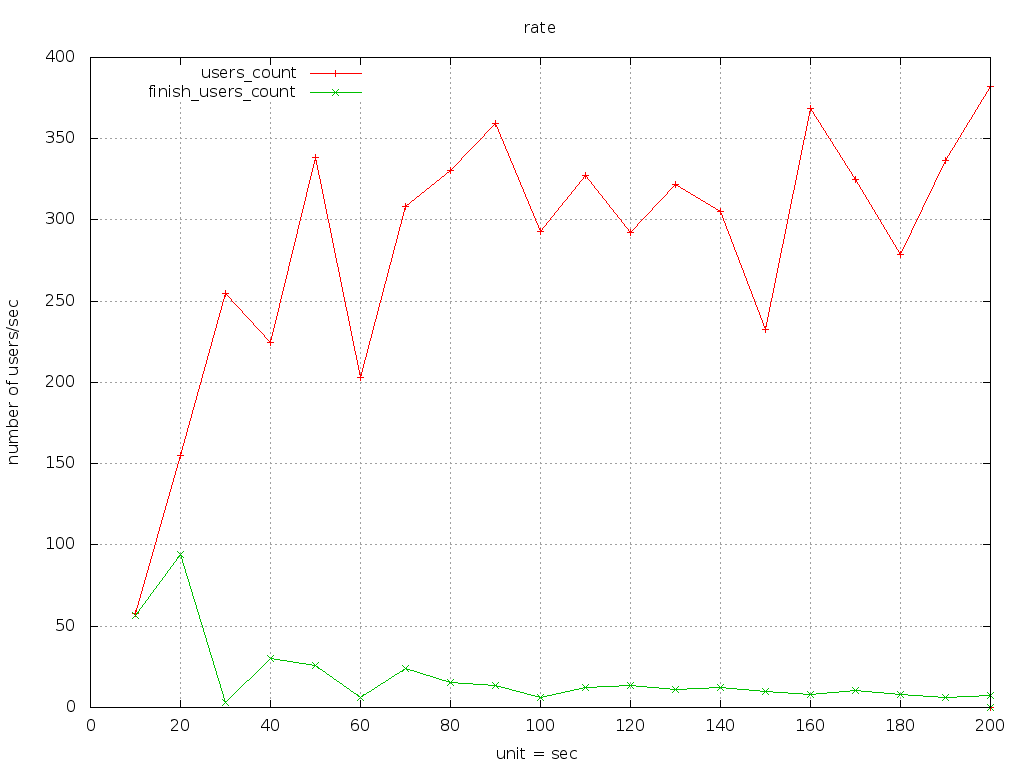 rate
users_count
finish_users_count
400
350
300
250
200
150
100
50
0
number of users/sec
0 20 40 60 80 100 120 140 160 180 200
unit = sec